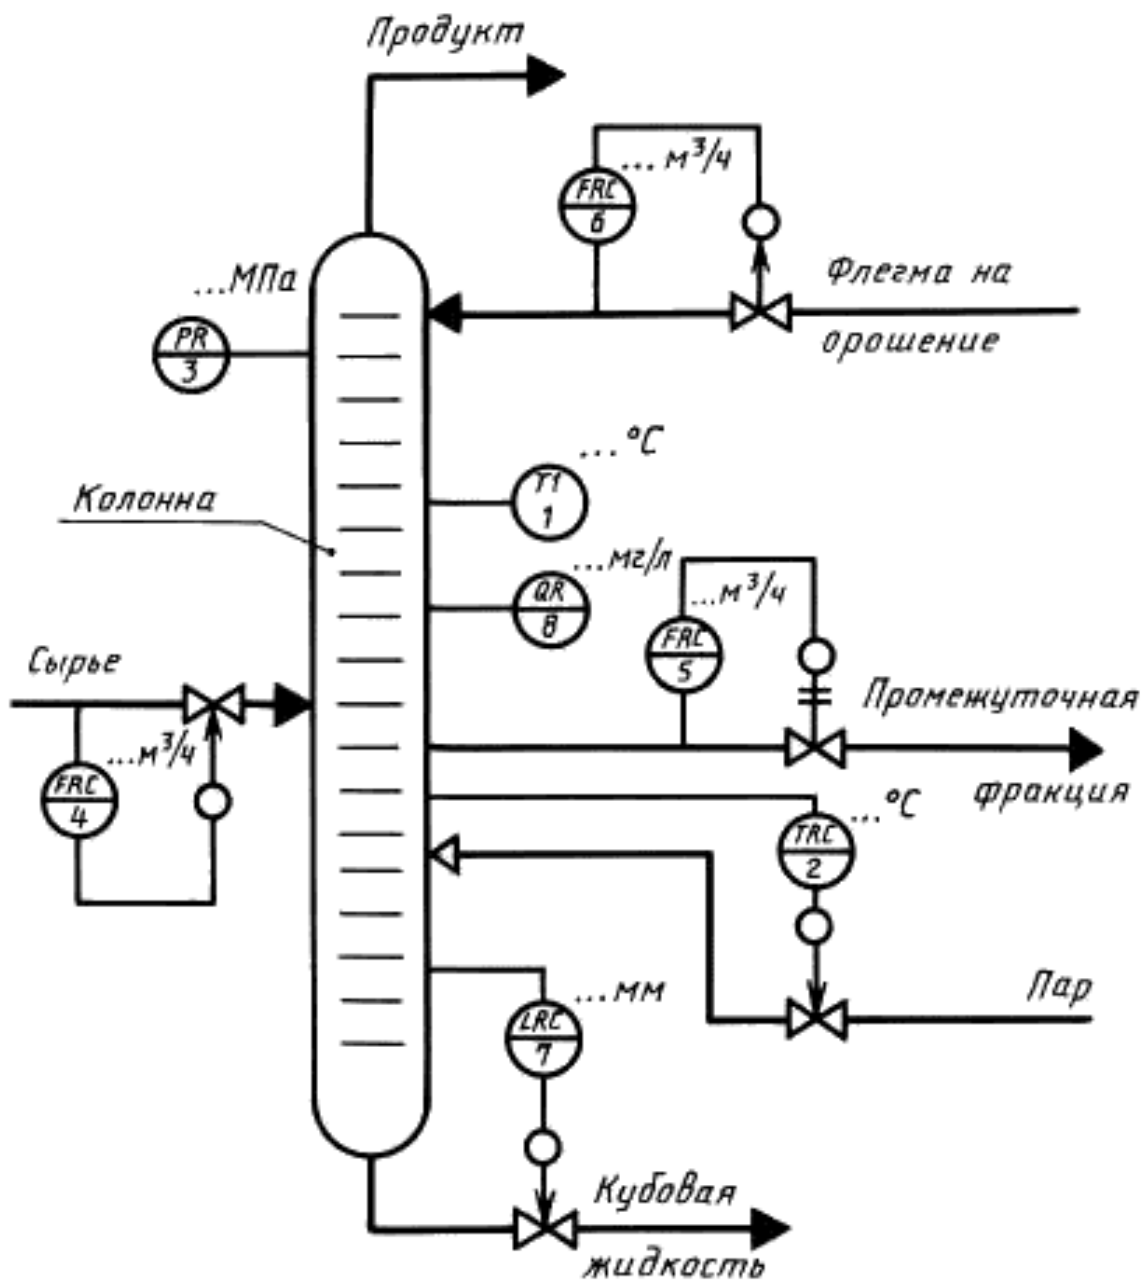 Продукт
...м³/ч
FRC
6
Флегма на
орошение
...МПа
PR
3
...°C
TI
1
Колонна
...мг/л
QR
8
...м³/ч
FRC
5
Сырье
Промежуточная
фракция
...м³/ч
FRC
4
...°C
TRC
2
Пар
...мм
LRC
7
Кубовая
жидкость